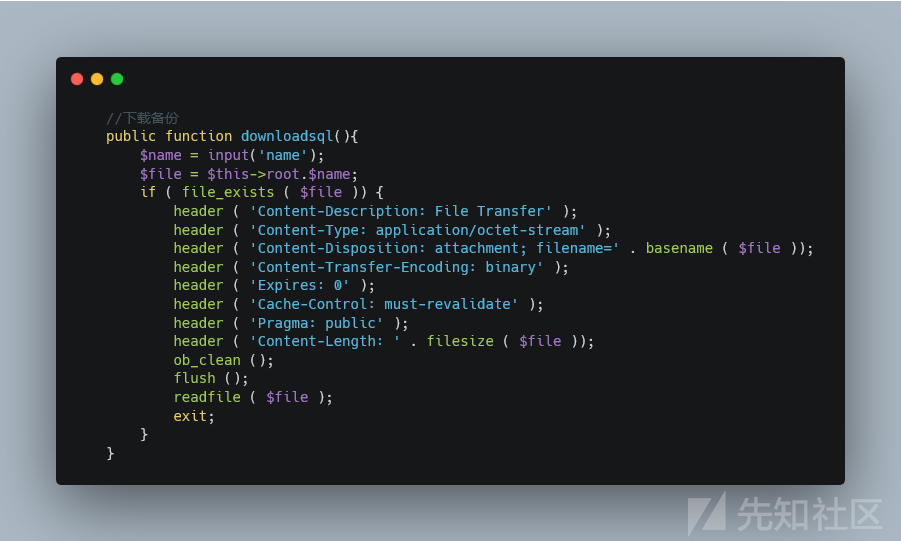 //下载备份
public function downloadsql(){
    $name = input('name');
    $file = $this->root.$name;
    if ( file_exists ( $file )) {
        header ( 'Content-Description: File Transfer' );
        header ( 'Content-Type: application/octet-stream' );
        header ( 'Content-Disposition: attachment; filename=' . basename ( $file ));
        header ( 'Content-Transfer-Encoding: binary' );
        header ( 'Expires: 0' );
        header ( 'Cache-Control: must-revalidate' );
        header ( 'Pragma: public' );
        header ( 'Content-Length: ' . filesize ( $file ));
        ob_clean ();
        flush ();
        readfile ( $file );
        exit;
    }
}
先知社区